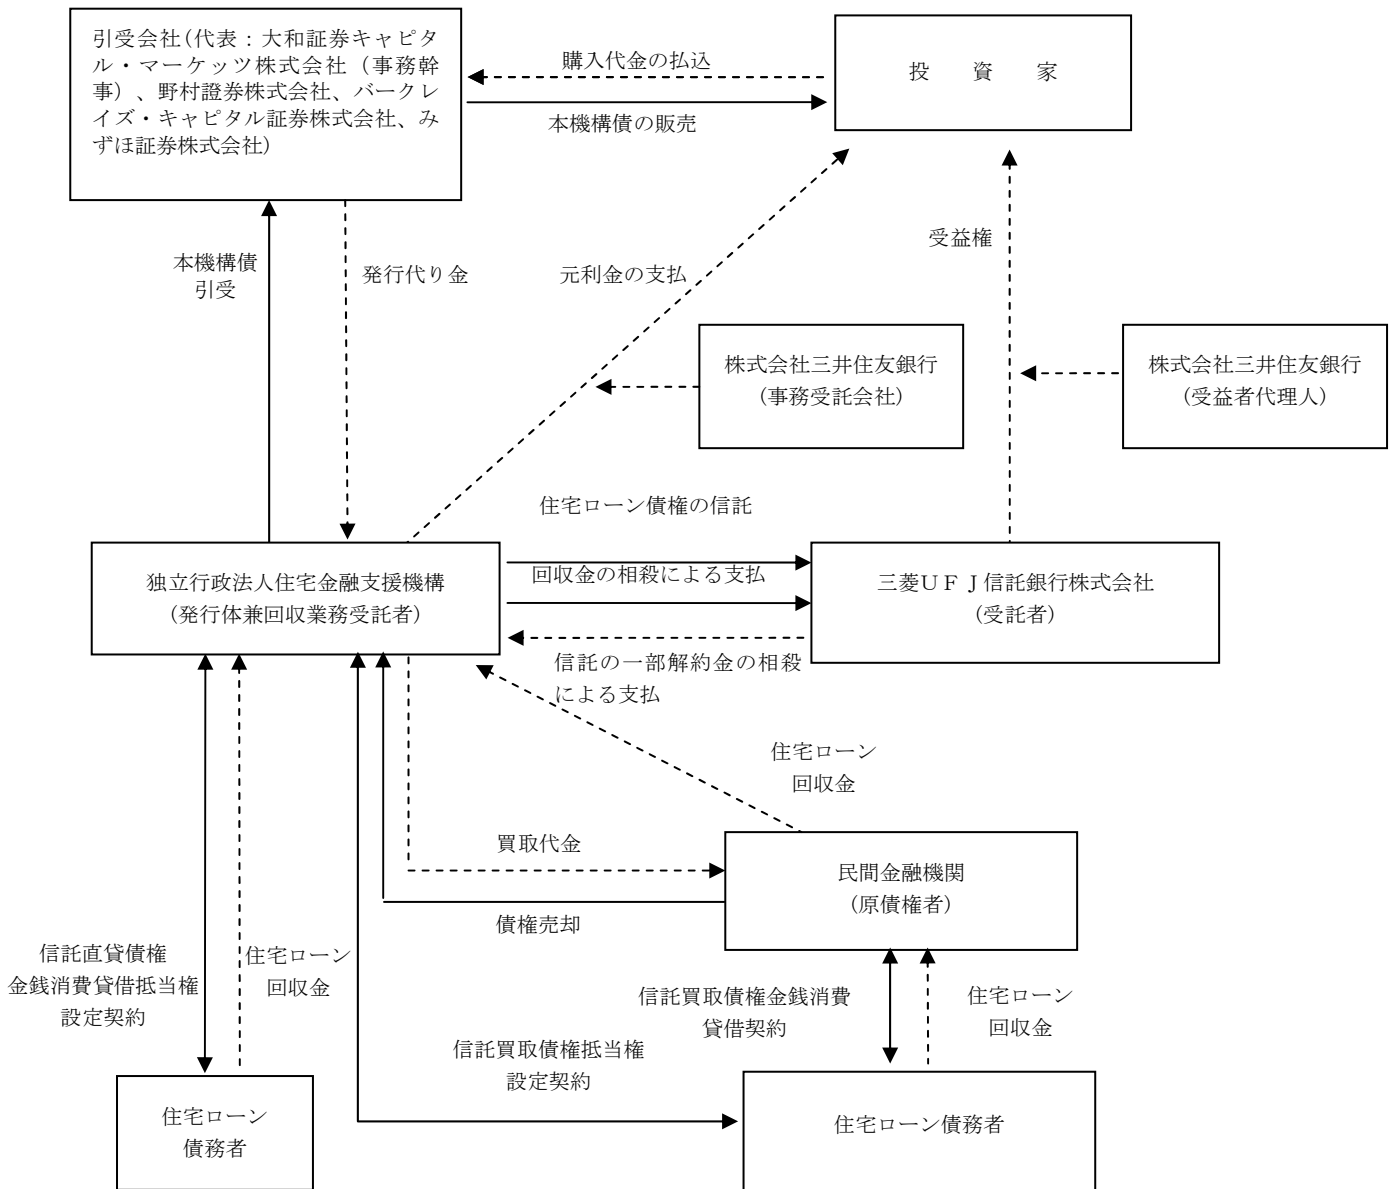 引受会社(代表：大和証券キャピタ
ル・マーケッツ株式会社（事務幹
事）、野村證券株式会社、バークレ
イズ・キャピタル証券株式会社、み
ずほ証券株式会社)
購入代金の払込
本機構債の販売
投　資　家
本機構債
引受
発行代り金
元利金の支払
受益権
株式会社三井住友銀行
(事務受託会社)
株式会社三井住友銀行
(受益者代理人)
住宅ローン債権の信託
独立行政法人住宅金融支援機構
(発行体兼回収業務受託者)
回収金の相殺による支払
三菱ＵＦＪ信託銀行株式会社
(受託者)
信託の一部解約金の相殺
による支払
住宅ローン
回収金
買取代金
民間金融機関
(原債権者)
債権売却
信託直貸債権
金銭消費貸借抵当権
設定契約
住宅ローン
回収金
信託買取債権金銭消費
貸借契約
住宅ローン
回収金
信託買取債権抵当権
設定契約
住宅ローン
債務者
住宅ローン債務者